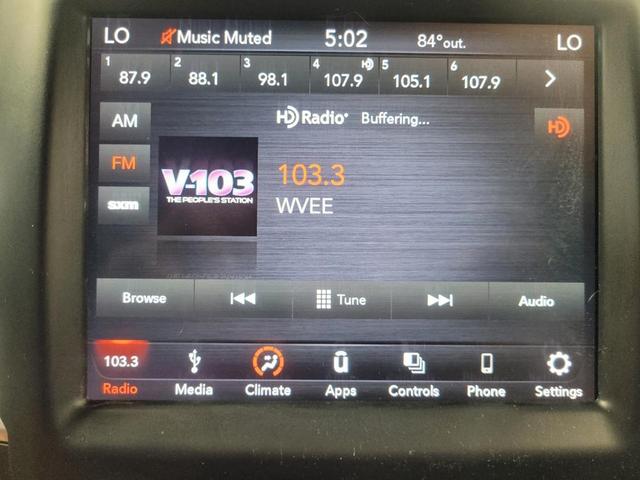 LO Music Muted 5:02 84°out. LO
1 87.9 2 88.1 3 98.1 4 107.9 HD 5 105.1 6 107.9
AM HD Radio Buffering... HD
FM V-103 103.3
THE PEOPLE'S STATION
sxm WVEE
Browse Tune Audio
103.3
Radio Media Climate Apps Controls Phone Settings